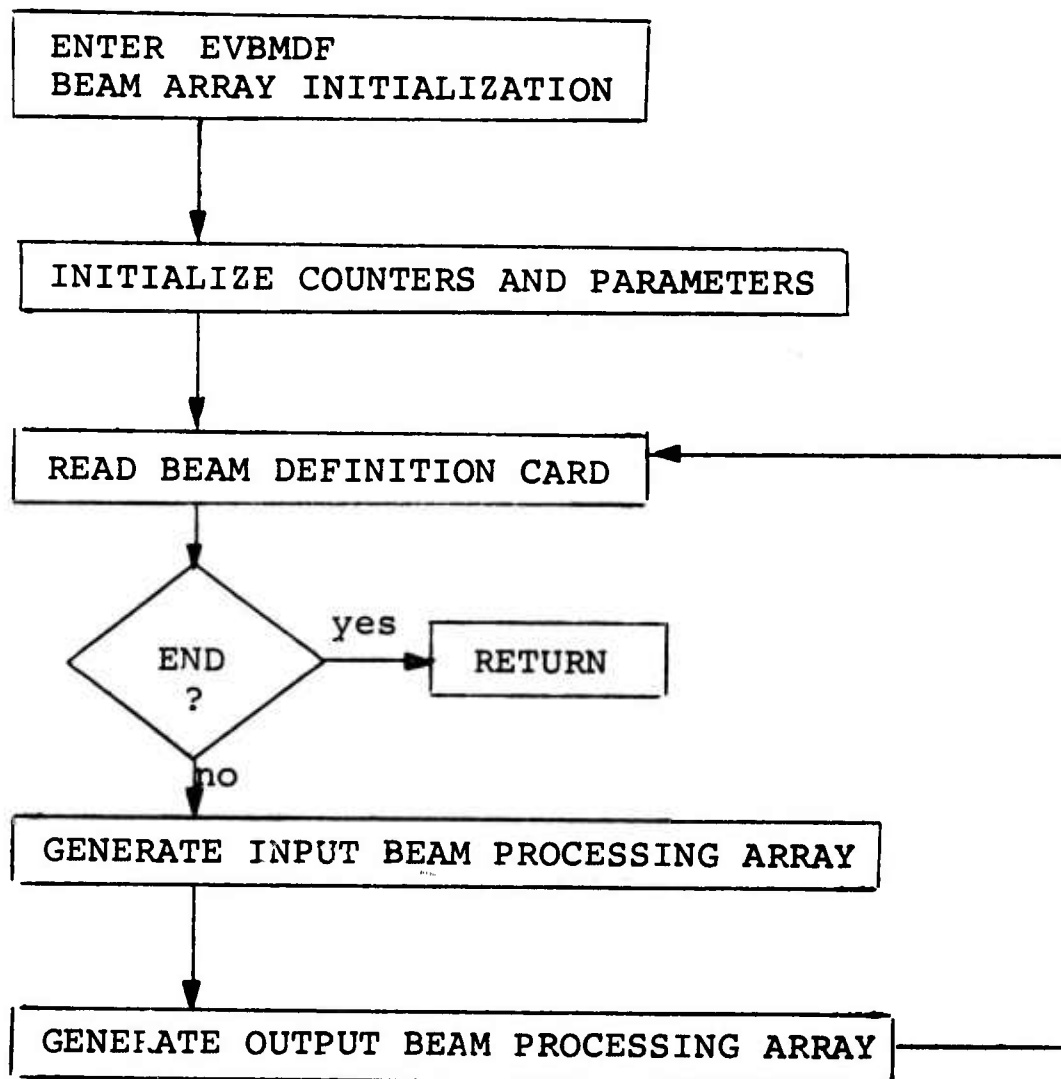 ENTER EVBMDF
BEAM ARRAY INITIALIZATION
INITIALIZE COUNTERS AND PARAMETERS
READ BEAM DEFINITION CARD
END
?
yes
RETURN
no
GENERATE INPUT BEAM PROCESSING ARRAY
GENERATE OUTPUT BEAM PROCESSING ARRAY